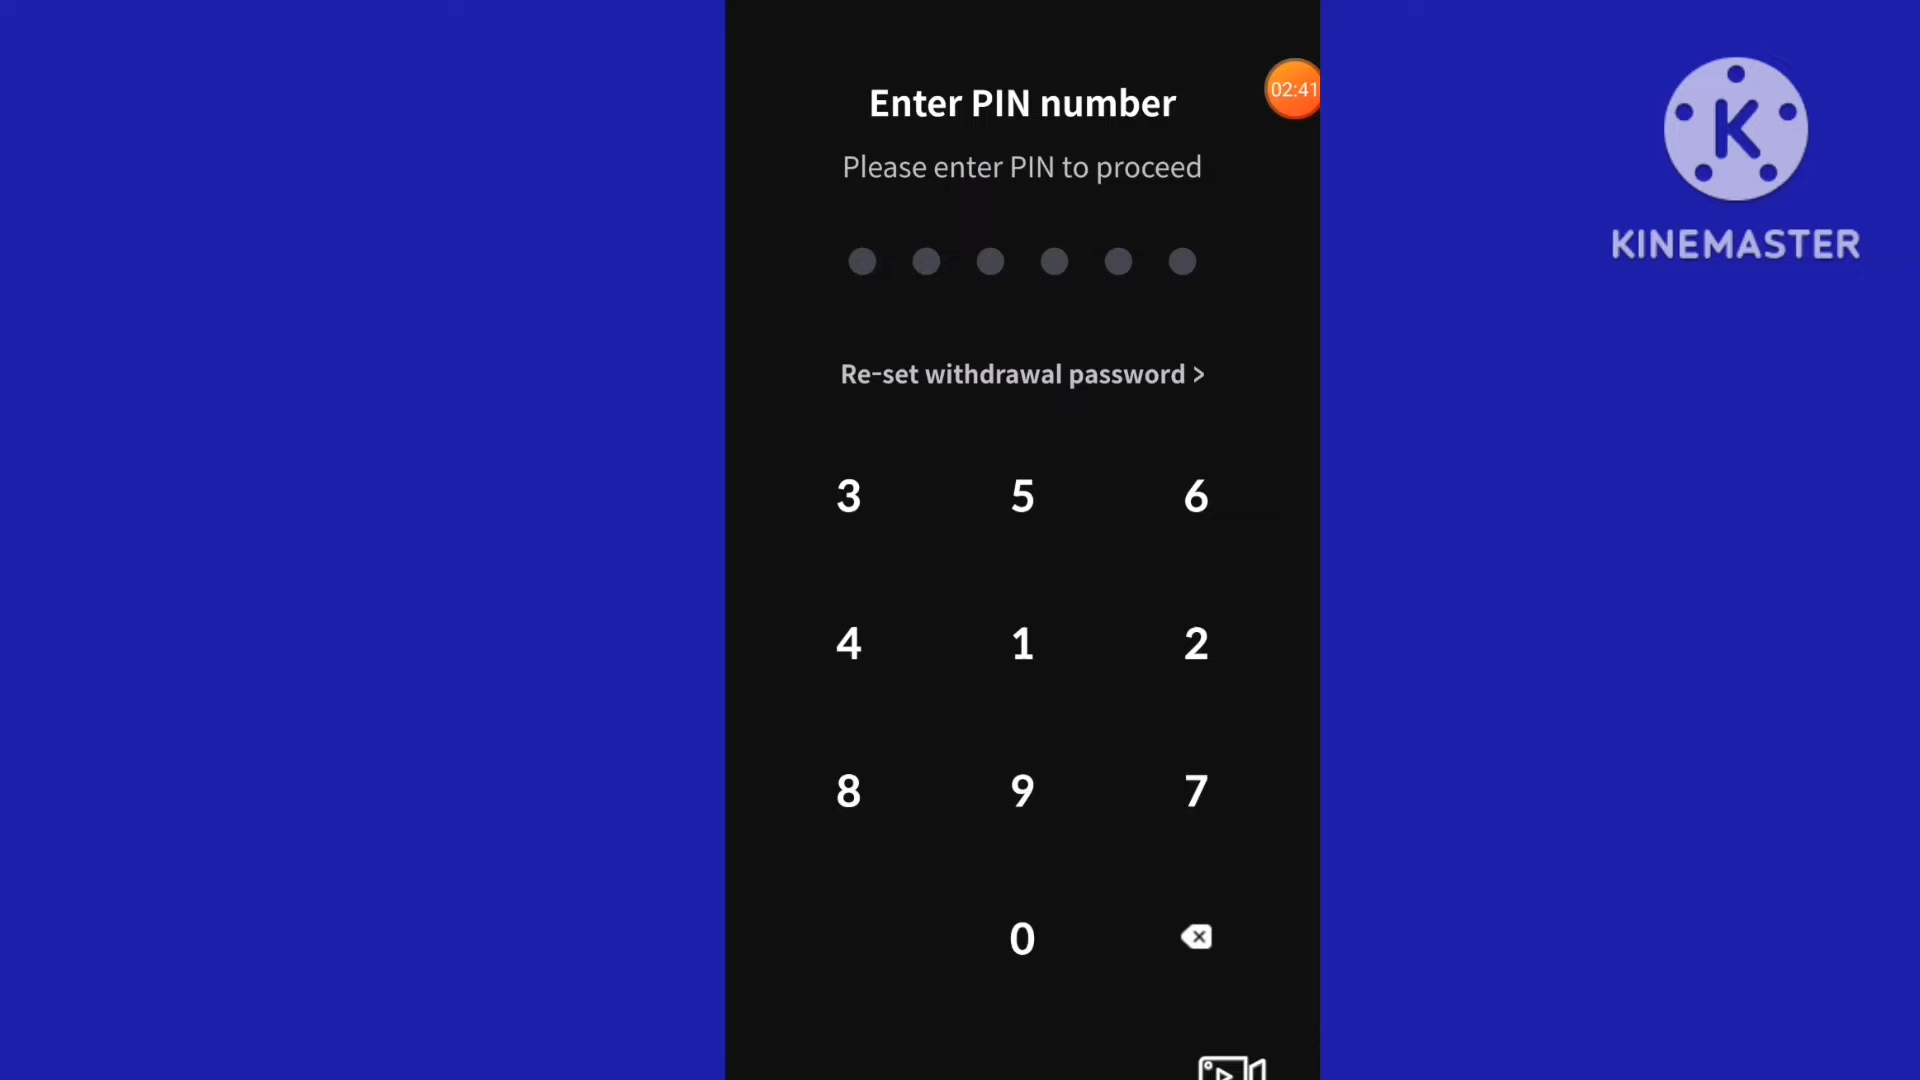 Enter PIN number
02:41
Please enter PIN to proceed
Re-set withdrawal password >
3 5 6
4 1 2
8 9 7
0
K
KINEMASTER